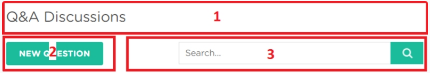 Q&A Discussions 1
NEW QUESTION 2
Search... 3